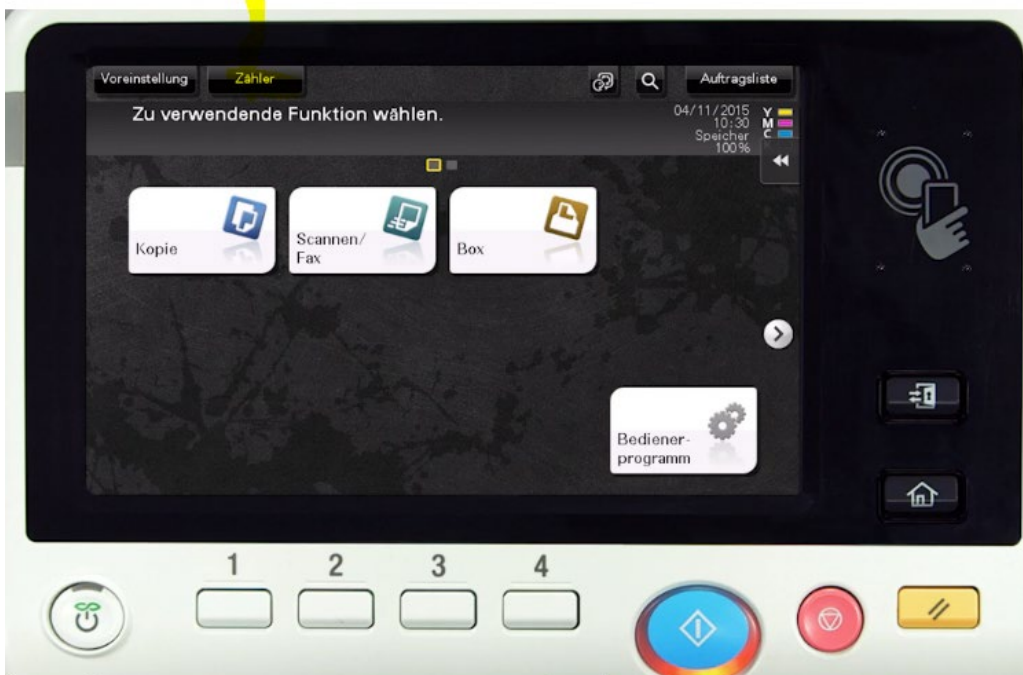 Voreinstellung
Zähler
Auftragsliste
Zu verwendende Funktion wählen.
04/11/2015
10:30
Speicher
100%
Y
M
C
Kopie
Scannen/
Fax
Box
Bediener-
programm
1 2 3 4